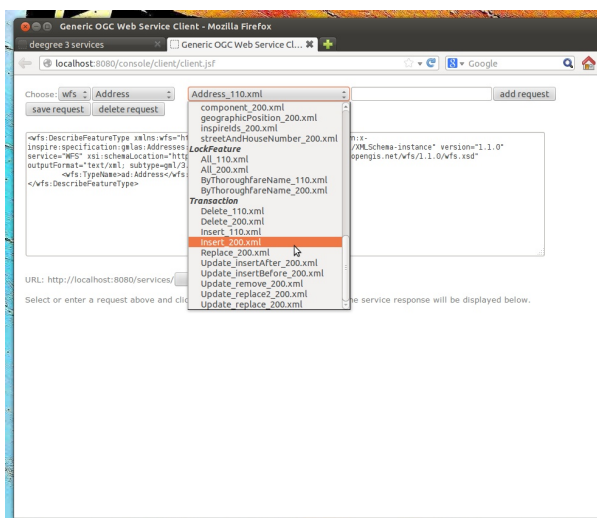 Generic OGC Web Service Client - Mozilla Firefox
deegree 3 services
Generic OGC Web Service Cl...
localhost:8080/console/client/client.jsf
Google
Choose: wfs Address Address_110.xml add request
save request delete request
component_200.xml
geographicPosition_200.xml
inspireIds_200.xml
streetAndHouseNumber_200.xml
LockFeature
All_110.xml
All_200.xml
ByThoroughfareName_110.xml
ByThoroughfareName_200.xml
Transaction
Delete_110.xml
Delete_200.xml
Insert_110.xml
Insert_200.xml
Replace_200.xml
Update_insertAfter_200.xml
Update_insertBefore_200.xml
Update_remove_200.xml
Update_replace2_200.xml
Update_replace_200.xml
<wfs:DescribeFeatureType xmlns:wfs="ht n:x-
inspire:specification:gmlas:Addresses: /XMLSchema-instance" version="1.1.0"
service="WFS" xsi:schemaLocation="http opengis.net/wfs/1.1.0/wfs.xsd"
outputFormat="text/xml; subtype=gml/3.
<wfs:TypeName>ad:Address</wfs:
</wfs:DescribeFeatureType>
URL: http://localhost:8080/services/
Select or enter a request above and clic he service response will be displayed below.